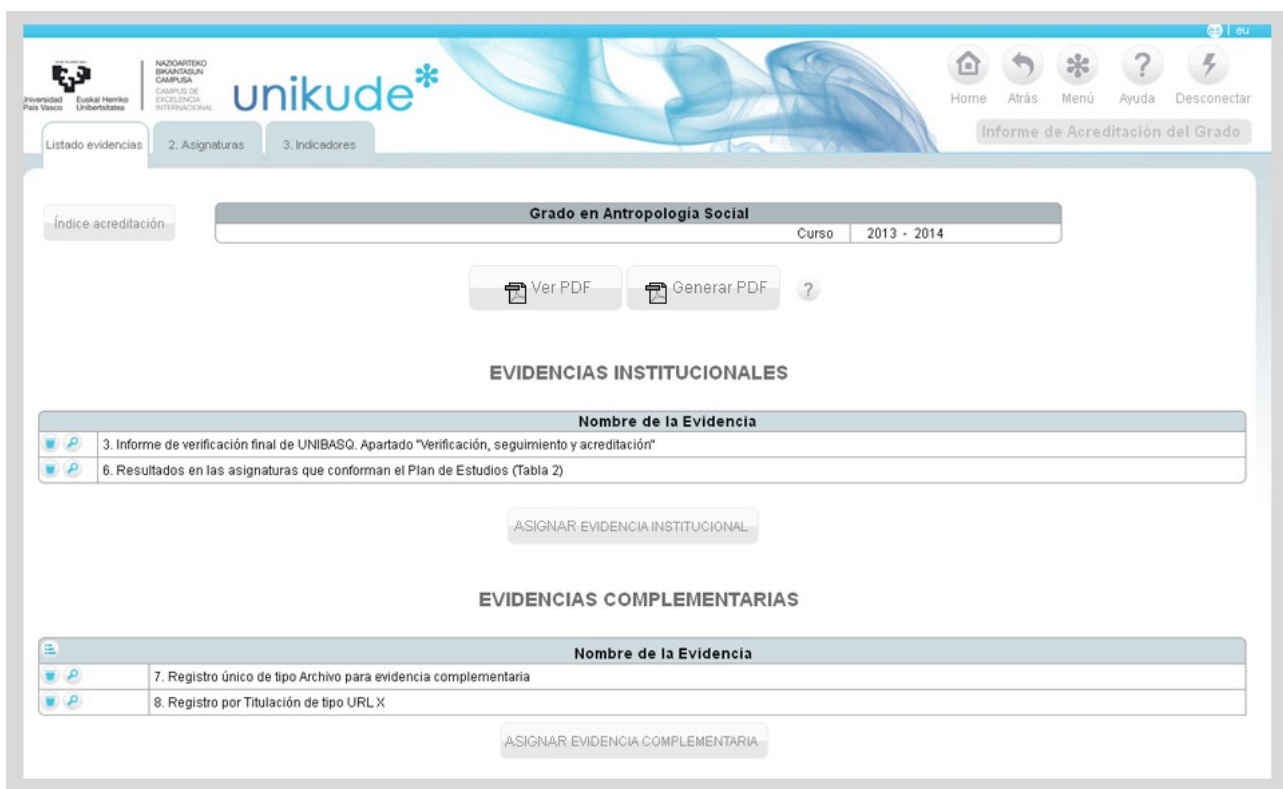 es | eu
Universidad del País Vasco
Euskal Herriko Unibertsitatea
NAZIOARTEKO
BIKAINTASUN
CAMPUSA
CAMPUS DE
EXCELENCIA
INTERNACIONAL
unikude*
Home Atrás Menú Ayuda Desconectar
Informe de Acreditación del Grado
Listado evidencias 2. Asignaturas 3. Indicadores
Índice acreditación
Grado en Antropología Social
Curso 2013 - 2014
Ver PDF Generar PDF ?
EVIDENCIAS INSTITUCIONALES
Nombre de la Evidencia
3. Informe de verificación final de UNIBASQ. Apartado "Verificación, seguimiento y acreditación"
6. Resultados en las asignaturas que conforman el Plan de Estudios (Tabla 2)
ASIGNAR EVIDENCIA INSTITUCIONAL
EVIDENCIAS COMPLEMENTARIAS
Nombre de la Evidencia
7. Registro único de tipo Archivo para evidencia complementaria
8. Registro por Titulación de tipo URL X
ASIGNAR EVIDENCIA COMPLEMENTARIA